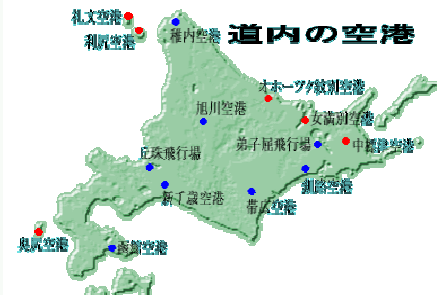 礼文空港
利尻空港
稚内空港
道内の空港
オホーツク紋別空港
旭川空港
女満別空港
弟子屈飛行場
中標津空港
丘珠飛行場
釧路空港
新千歳空港
帯広空港
奥尻空港
函館空港